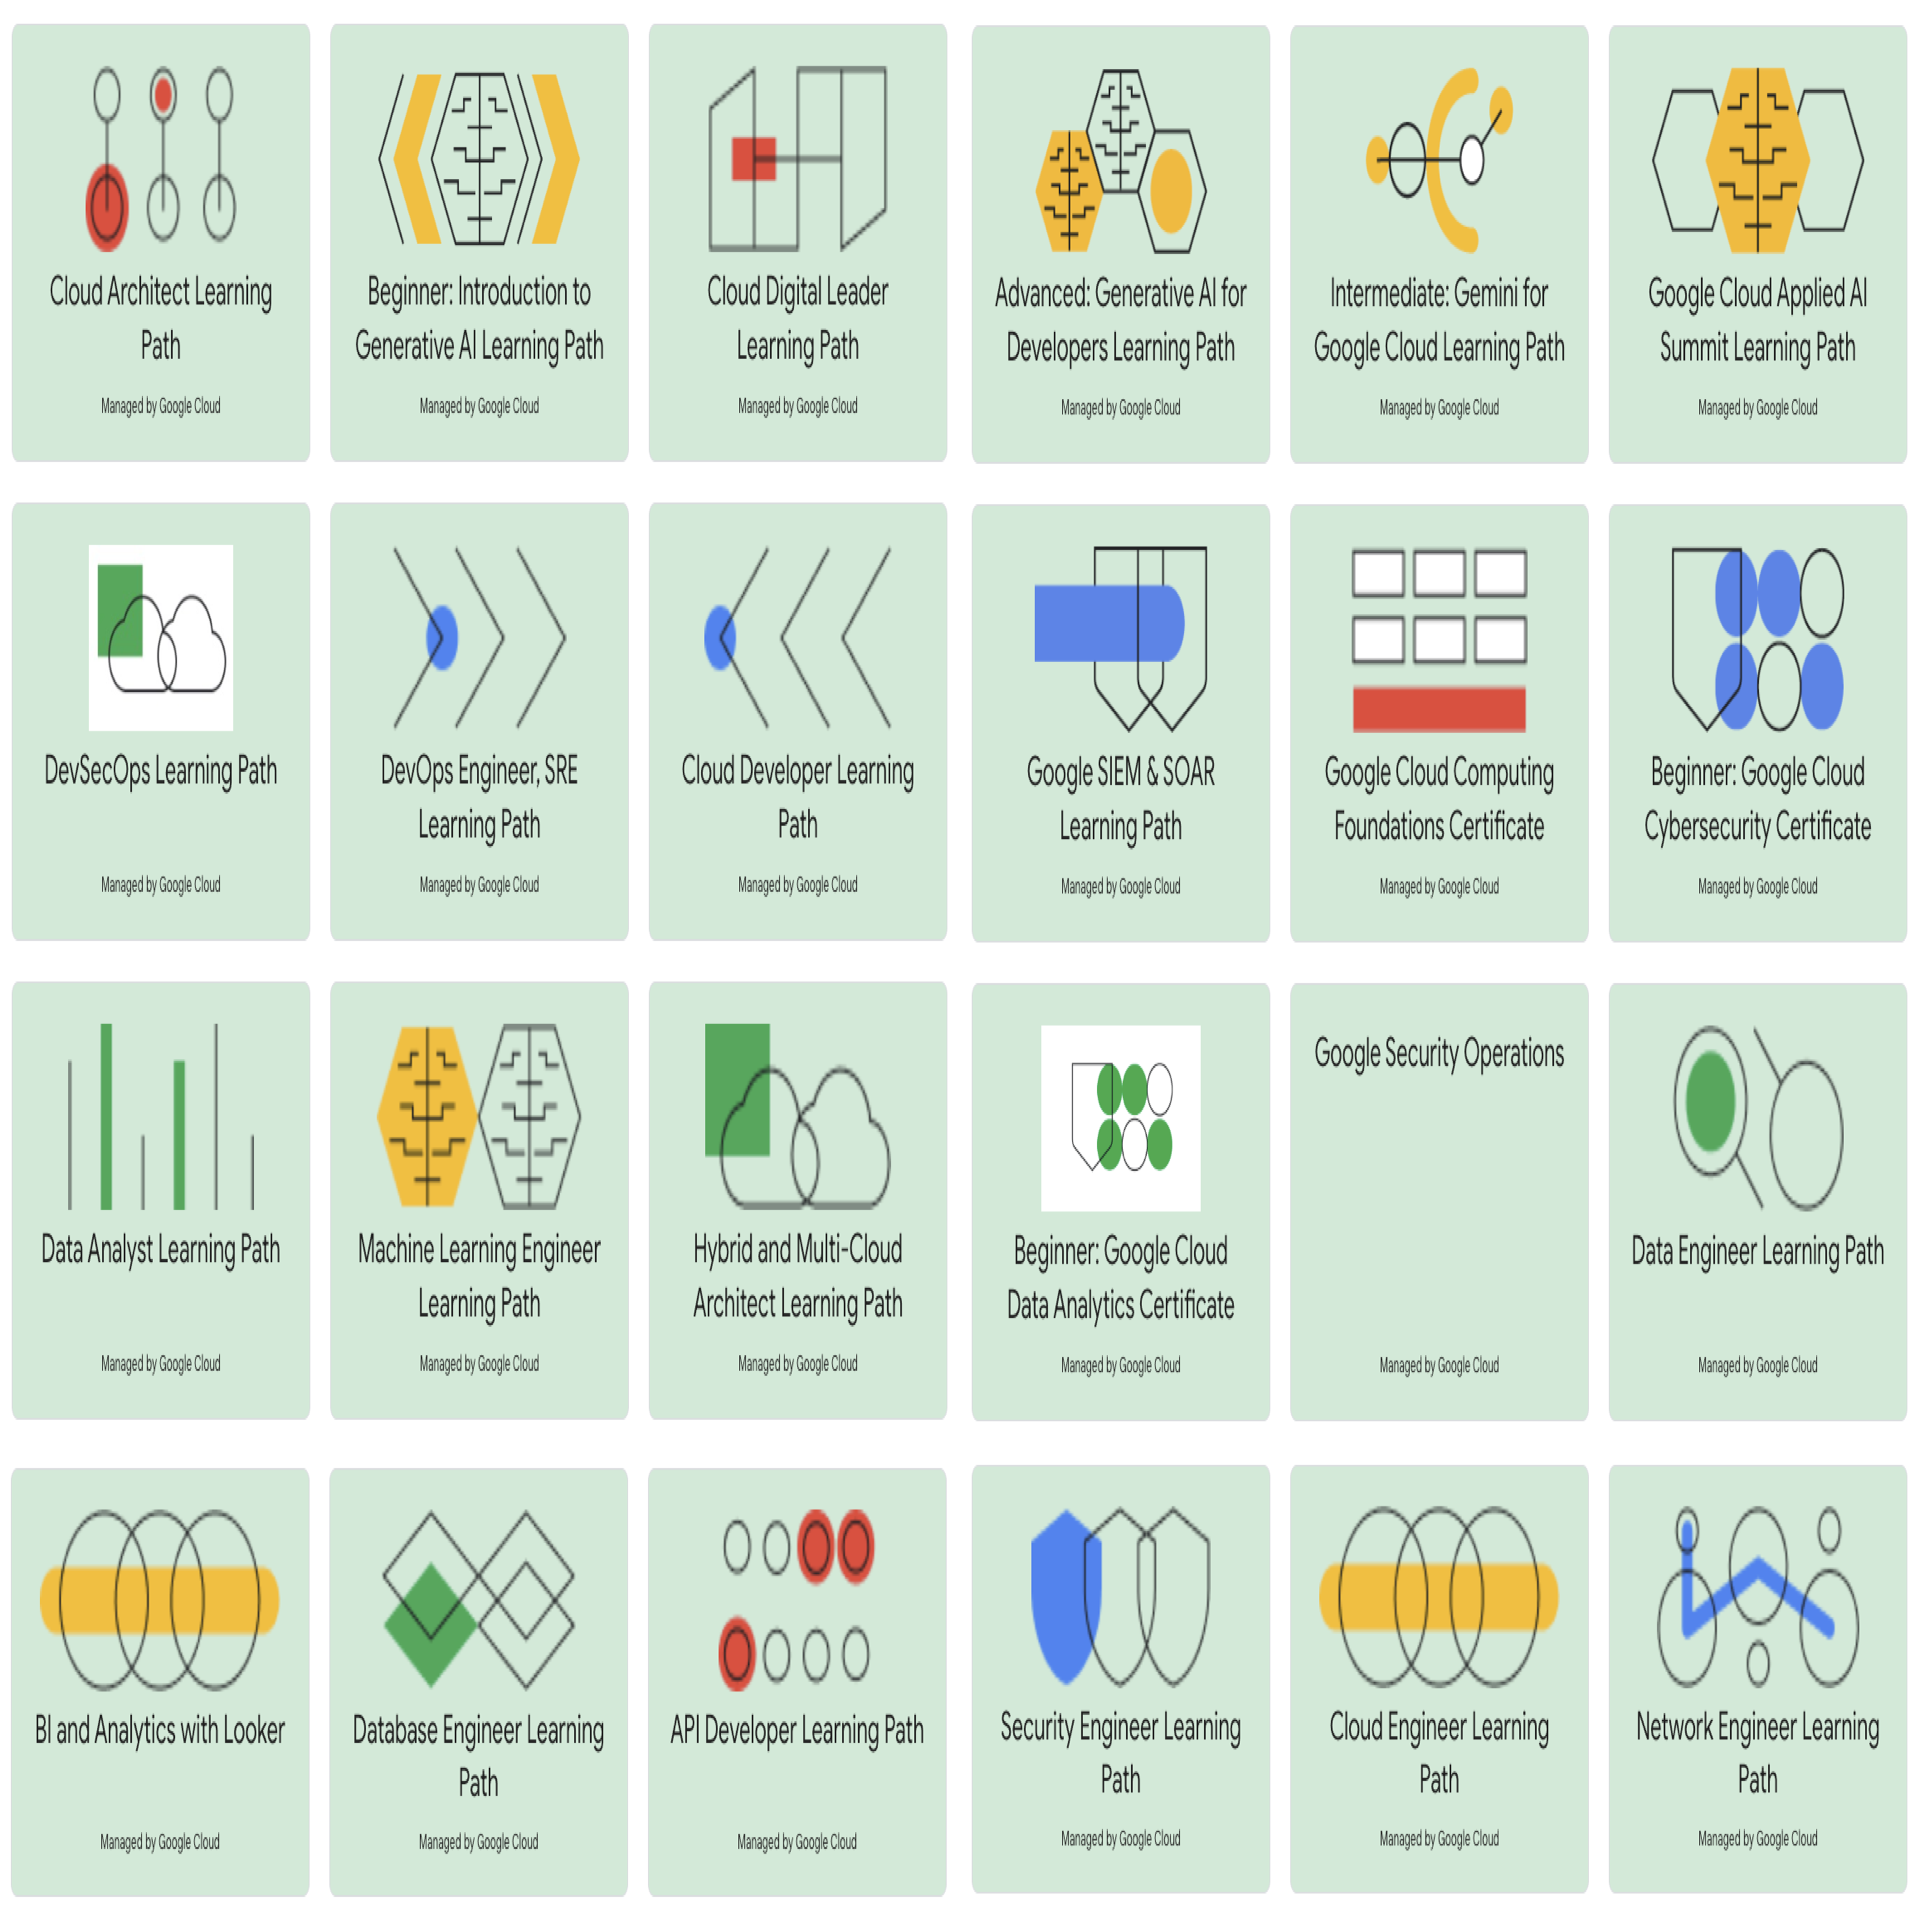 Cloud Architect Learning
Path
Managed by Google Cloud
Beginner: Introduction to
Generative AI Learning Path
Managed by Google Cloud
Cloud Digital Leader
Learning Path
Managed by Google Cloud
Advanced: Generative AI for
Developers Learning Path
Managed by Google Cloud
Intermediate: Gemini for
Google Cloud Learning Path
Managed by Google Cloud
Google Cloud Applied AI
Summit Learning Path
Managed by Google Cloud
DevSecOps Learning Path
Managed by Google Cloud
DevOps Engineer, SRE
Learning Path
Managed by Google Cloud
Cloud Developer Learning
Path
Managed by Google Cloud
Google SIEM & SOAR
Learning Path
Managed by Google Cloud
Google Cloud Computing
Foundations Certificate
Managed by Google Cloud
Beginner: Google Cloud
Cybersecurity Certificate
Managed by Google Cloud
Data Analyst Learning Path
Managed by Google Cloud
Machine Learning Engineer
Learning Path
Managed by Google Cloud
Hybrid and Multi-Cloud
Architect Learning Path
Managed by Google Cloud
Beginner: Google Cloud
Data Analytics Certificate
Managed by Google Cloud
Google Security Operations
Managed by Google Cloud
Data Engineer Learning Path
Managed by Google Cloud
BI and Analytics with Looker
Managed by Google Cloud
Database Engineer Learning
Path
Managed by Google Cloud
API Developer Learning Path
Managed by Google Cloud
Security Engineer Learning
Path
Managed by Google Cloud
Cloud Engineer Learning
Path
Managed by Google Cloud
Network Engineer Learning
Path
Managed by Google Cloud